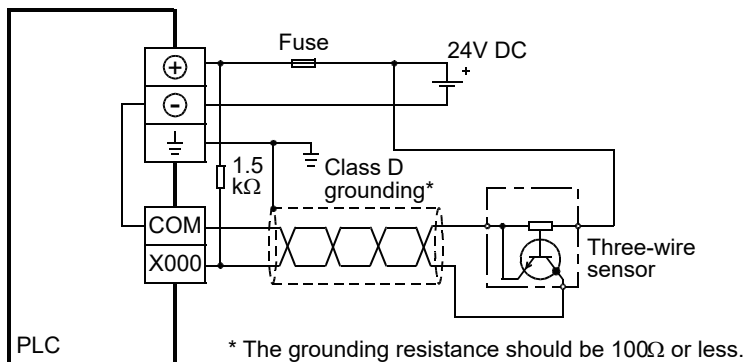 Fuse
24V DC
+
+
-
1.5
kΩ
Class D
grounding*
COM
X000
Three-wire
sensor
PLC
* The grounding resistance should be 100Ω or less.